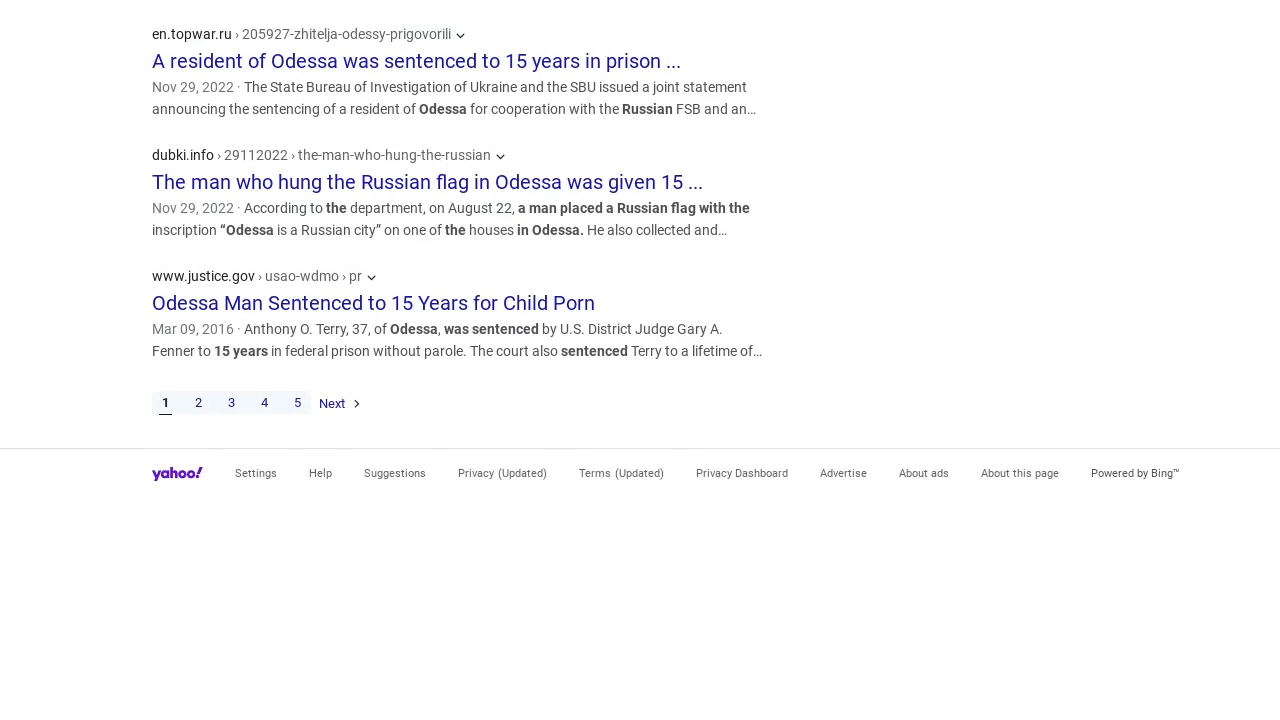 en.topwar.ru › 205927-zhitelja-odessy-prigovorili
A resident of Odessa was sentenced to 15 years in prison ...
Nov 29, 2022 · The State Bureau of Investigation of Ukraine and the SBU issued a joint statement
announcing the sentencing of a resident of Odessa for cooperation with the Russian FSB and an…
dubki.info › 29112022 › the-man-who-hung-the-russian
The man who hung the Russian flag in Odessa was given 15 ...
Nov 29, 2022 · According to the department, on August 22, a man placed a Russian flag with the
inscription “Odessa is a Russian city” on one of the houses in Odessa. He also collected and…
www.justice.gov › usao-wdmo › pr
Odessa Man Sentenced to 15 Years for Child Porn
Mar 09, 2016 · Anthony O. Terry, 37, of Odessa, was sentenced by U.S. District Judge Gary A.
Fenner to 15 years in federal prison without parole. The court also sentenced Terry to a lifetime of…
1 2 3 4 5 Next
yahoo! Settings Help Suggestions Privacy (Updated) Terms (Updated) Privacy Dashboard Advertise About ads About this page Powered by Bing™